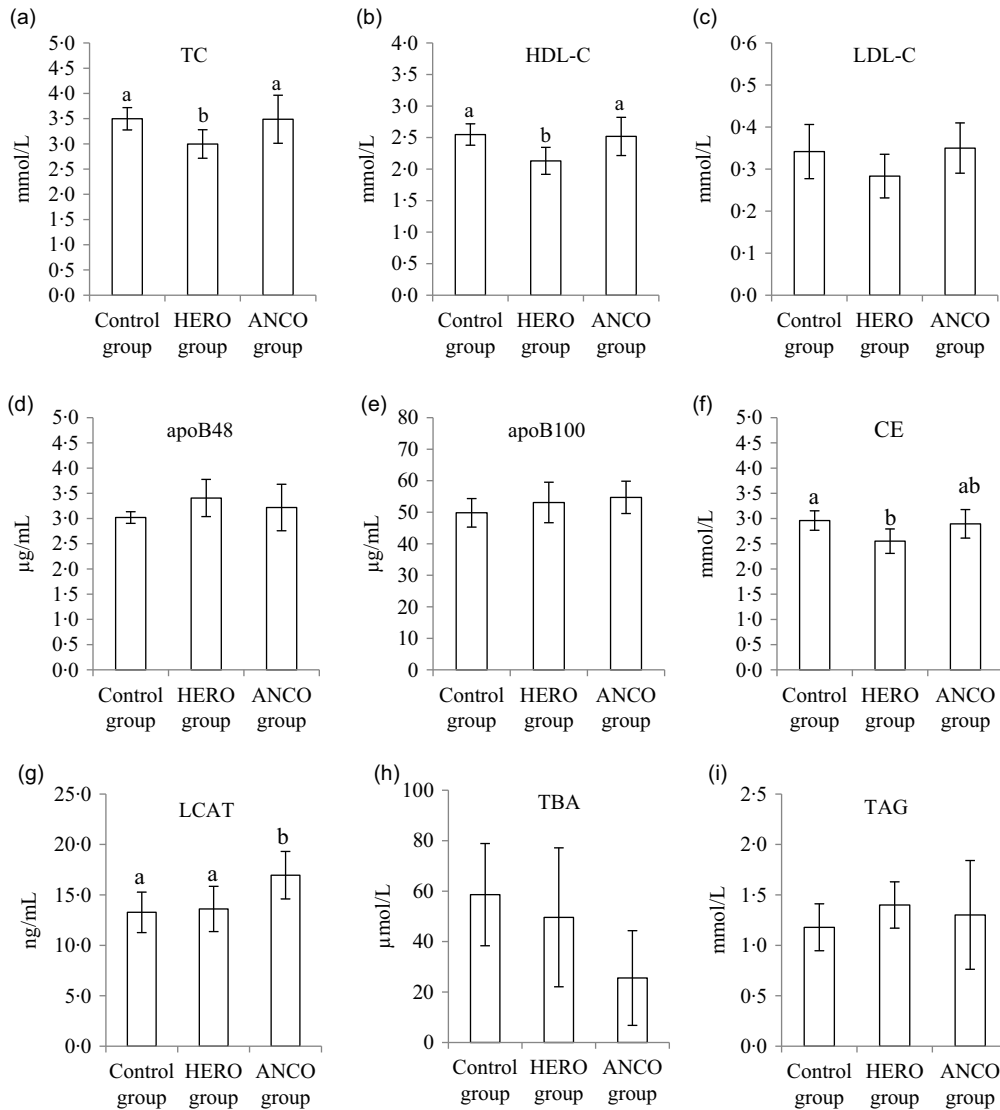 (a)
TC
5·0
4·5
4·0
3·5
3·0
2·5
2·0
1·5
1·0
0·5
0·0
mmol/L
a
b
a
Control group
HERO group
ANCO group
(b)
HDL-C
4·0
3·5
3·0
2·5
2·0
1·5
1·0
0·5
0·0
mmol/L
a
b
a
Control group
HERO group
ANCO group
(c)
LDL-C
0·6
0·5
0·4
0·3
0·2
0·1
0·0
mmol/L
Control group
HERO group
ANCO group
(d)
apoB48
5·0
4·5
4·0
3·5
3·0
2·5
2·0
1·5
1·0
0·5
0·0
µg/mL
Control group
HERO group
ANCO group
(e)
apoB100
80
70
60
50
40
30
20
10
0
µg/mL
Control group
HERO group
ANCO group
(f)
CE
5·0
4·5
4·0
3·5
3·0
2·5
2·0
1·5
1·0
0·5
0·0
mmol/L
a
b
ab
Control group
HERO group
ANCO group
(g)
LCAT
25·0
20·0
15·0
10·0
5·0
0·0
ng/mL
a
a
b
Control group
HERO group
ANCO group
(h)
TBA
100
80
60
40
20
0
µmol/L
Control group
HERO group
ANCO group
(i)
TAG
2·5
2·0
1·5
1·0
0·5
0·0
mmol/L
Control group
HERO group
ANCO group